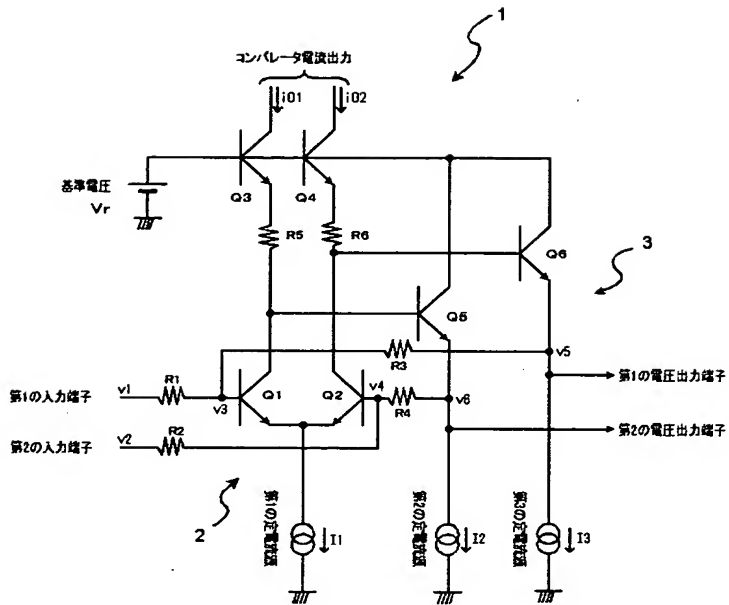 1
コンパレータ電流出力
i01
i02
基準電圧
Vr
Q3
Q4
R5
R6
Q6
3
Q5
R3
v5
第1の入力端子
v1
R1
v3
Q1
Q2
v4
R4
v6
第1の電圧出力端子
第2の入力端子
v2
R2
第2の電圧出力端子
2
第1の定電流源
I1
第2の定電流源
I2
第3の定電流源
I3